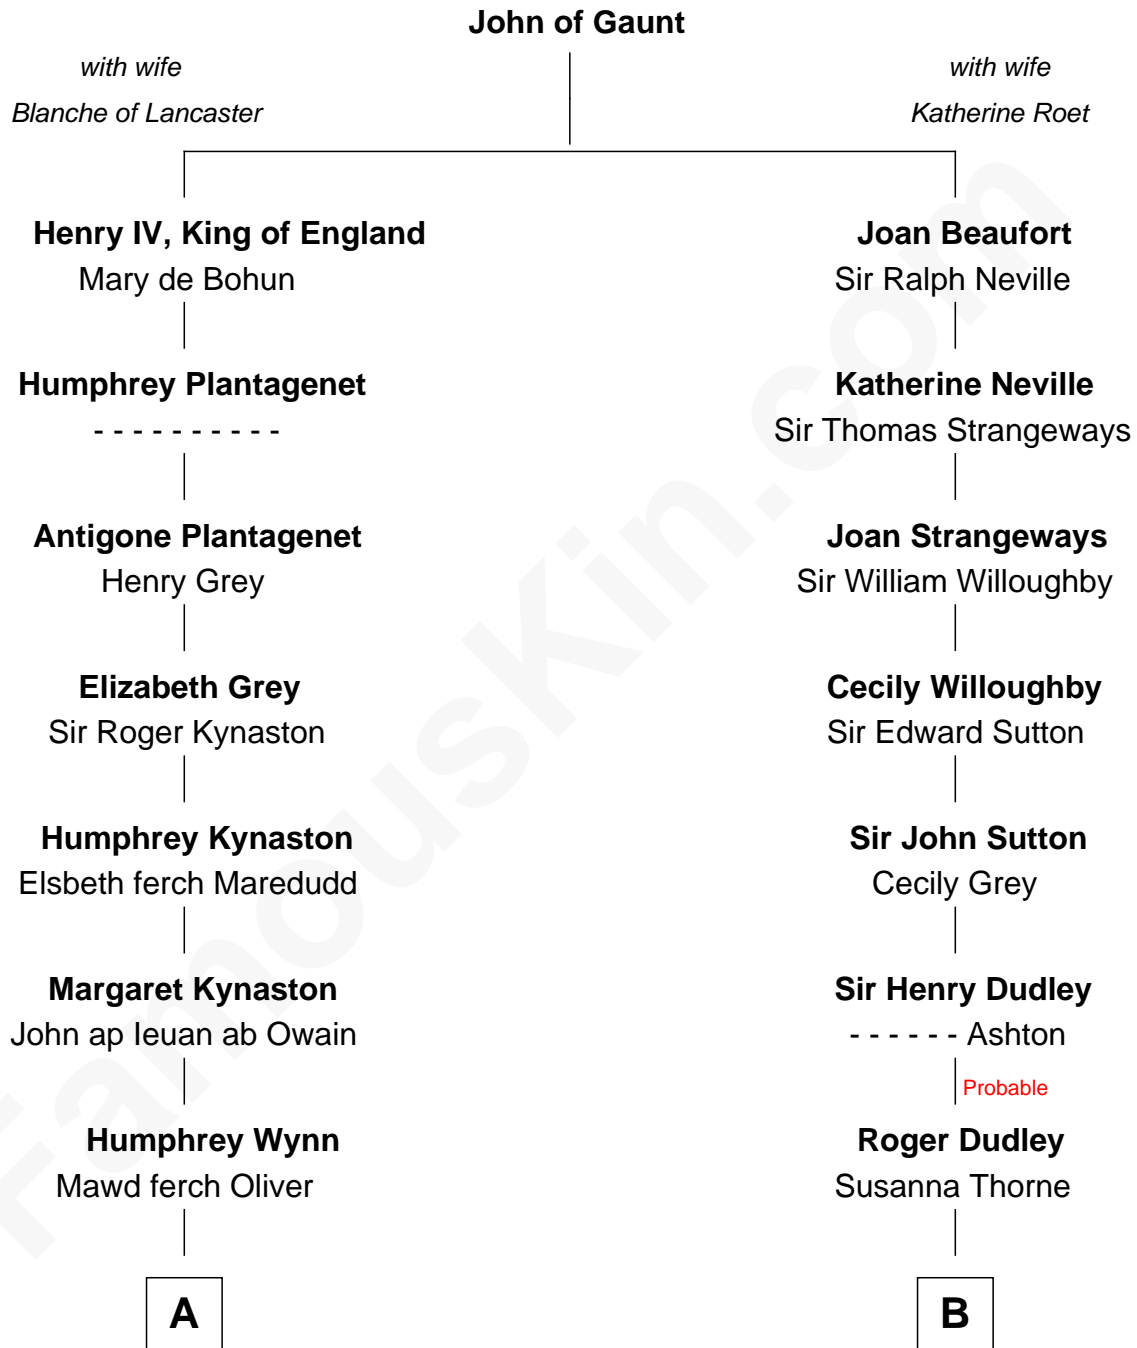 John of Gaunt
with wife
Blanche of Lancaster
with wife
Katherine Roet
Henry IV, King of England
Mary de Bohun
Joan Beaufort
Sir Ralph Neville
Humphrey Plantagenet
- - - - - - - - - -
Katherine Neville
Sir Thomas Strangeways
Antigone Plantagenet
Henry Grey
Joan Strangeways
Sir William Willoughby
Elizabeth Grey
Sir Roger Kynaston
Cecily Willoughby
Sir Edward Sutton
Humphrey Kynaston
Elsbeth ferch Maredudd
Sir John Sutton
Cecily Grey
Margaret Kynaston
John ap Ieuan ab Owain
Sir Henry Dudley
- - - - - - Ashton
Probable
Humphrey Wynn
Mawd ferch Oliver
Roger Dudley
Susanna Thorne
A
B
FamousKin.com